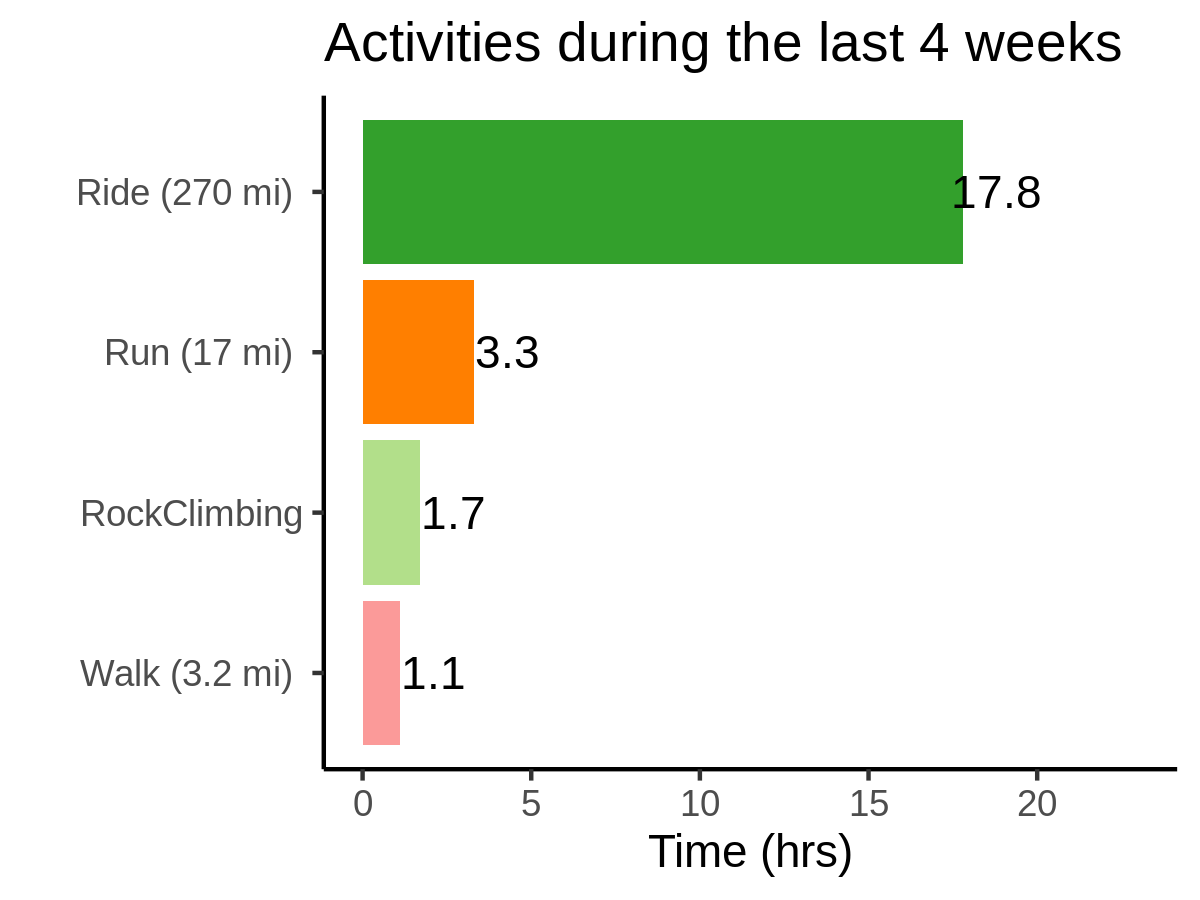 Activities during the last 4 weeks
Ride (270 mi)
17.8
Run (17 mi)
3.3
RockClimbing
1.7
Walk (3.2 mi)
1.1
0 5 10 15 20
Time (hrs)